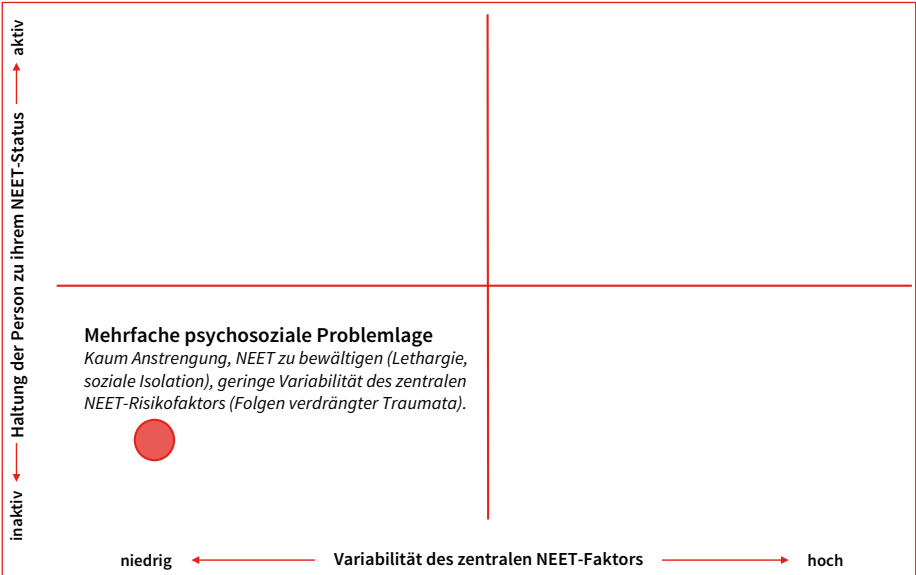 aktiv
Haltung der Person zu ihrem NEET-Status
inaktiv
Mehrfache psychosoziale Problemlage
Kaum Anstrengung, NEET zu bewältigen (Lethargie,
soziale Isolation), geringe Variabilität des zentralen
NEET-Risikofaktors (Folgen verdrängter Traumata).
niedrig
Variabilität des zentralen NEET-Faktors
hoch